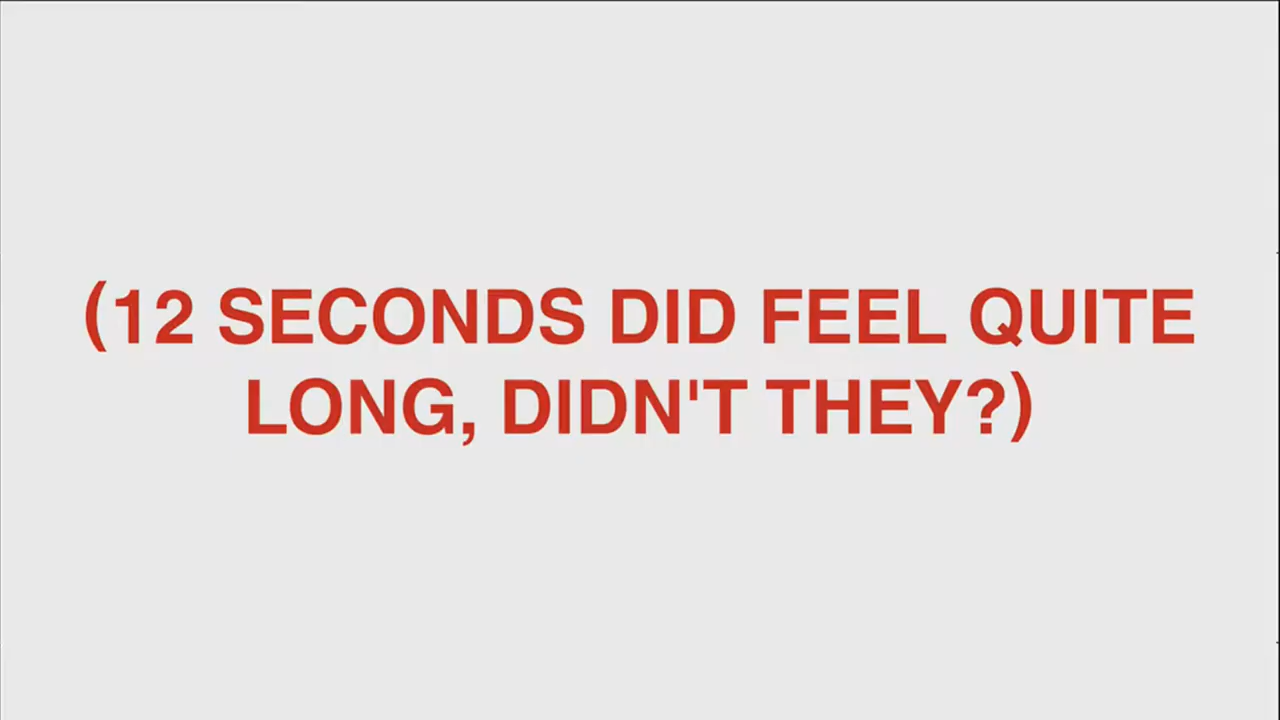 (12 SECONDS DID FEEL QUITE
LONG, DIDN'T THEY?)